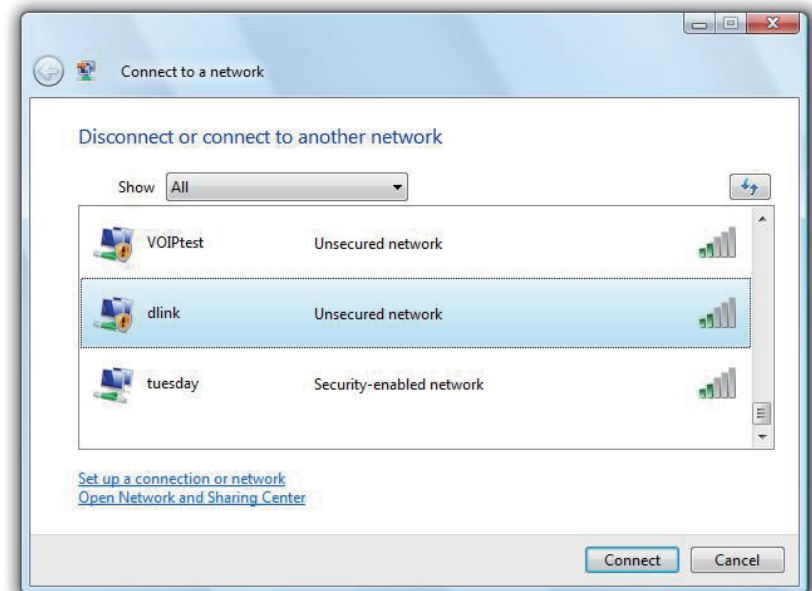 Connect to a network
Disconnect or connect to another network
Show All
VOIPtest Unsecured network
dlink Unsecured network
tuesday Security-enabled network
Set up a connection or network
Open Network and Sharing Center
Connect Cancel